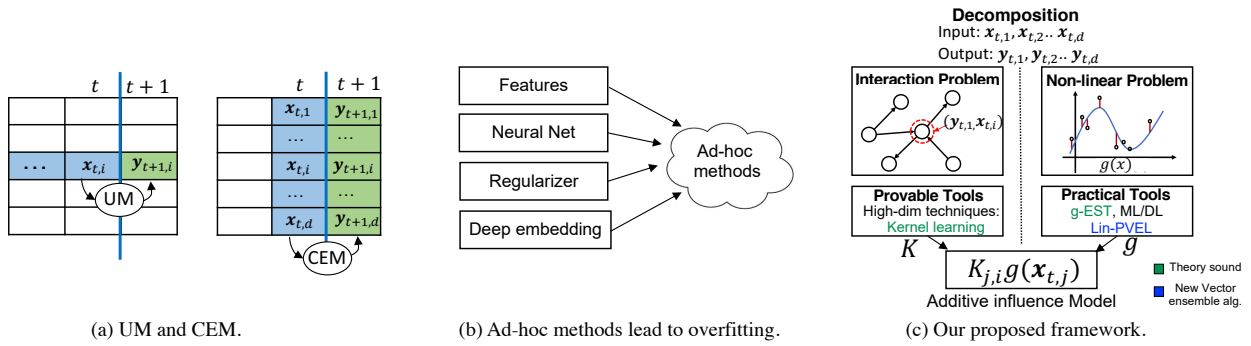 t
t + 1
... x_{t,i} y_{t+1,i}
UM
(a) UM and CEM.
t
t + 1
x_{t,1} y_{t+1,1}
... ...
x_{t,i} y_{t+1,i}
... ...
x_{t,d} y_{t+1,d}
CEM
Features
Neural Net
Regularizer
Deep embedding
Ad-hoc
methods
(b) Ad-hoc methods lead to overfitting.
Decomposition
Input: x_{t,1}, x_{t,2}.. x_{t,d}
Output: y_{t,1}, y_{t,2}.. y_{t,d}
Interaction Problem
(y_{t,1}, x_{t,i})
Non-linear Problem
g(x)
Provable Tools
High-dim techniques:
Kernel learning
Practical Tools
g-EST, ML/DL
Lin-PVEL
K
g
K_{j,i}g(x_{t,j})
Additive influence Model
Theory sound
New Vector
ensemble alg.
(c) Our proposed framework.